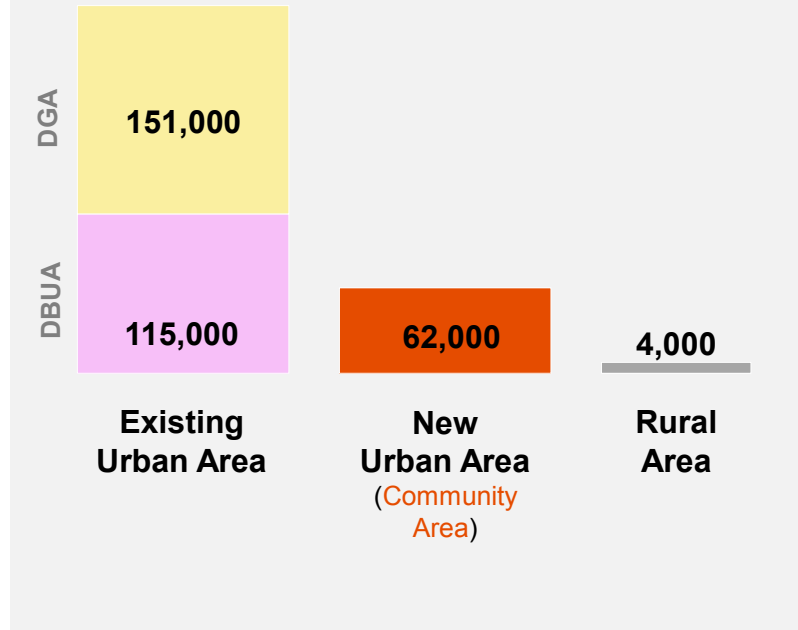 DGA
151,000
DBUA
115,000
62,000
4,000
Existing
Urban Area
New
Urban Area
(Community
Area)
Rural
Area